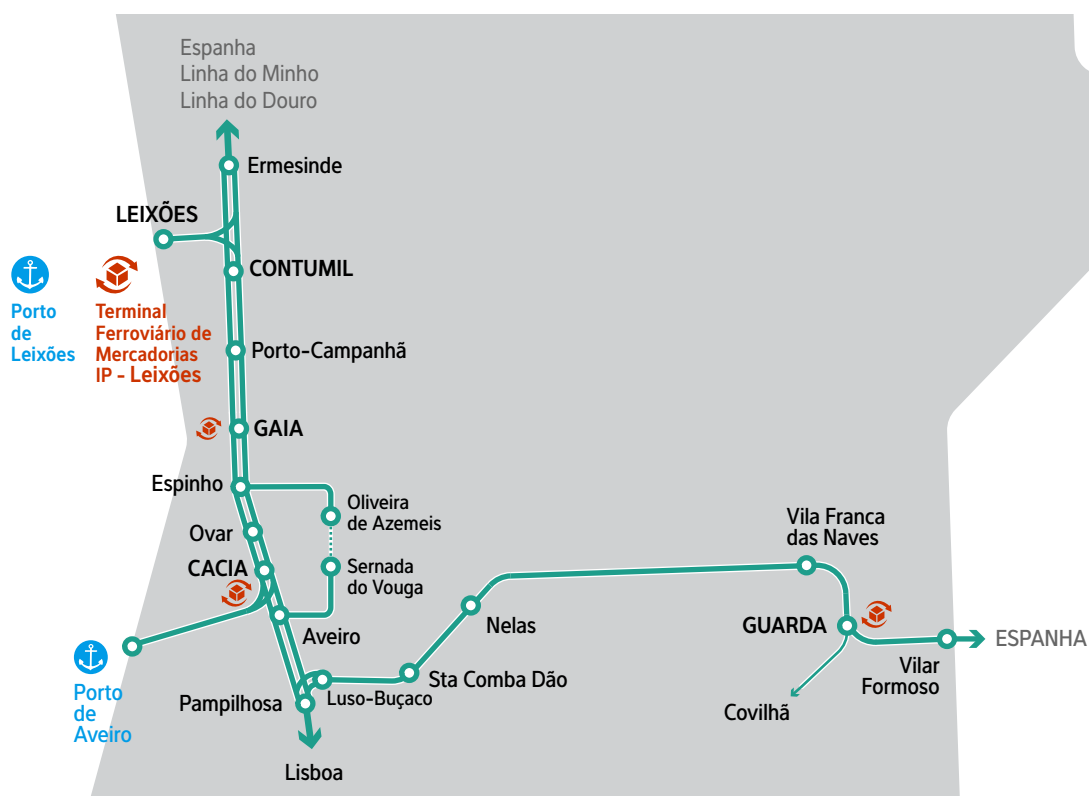 Espanha
Linha do Minho
Linha do Douro
Ermesinde
LEIXÕES
CONTUMIL
Porto
de
Leixões
Terminal
Ferroviário de
Mercadorias
IP - Leixões
Porto-Campanhã
GAIA
Espinho
Oliveira
de Azemeis
Ovar
CACIA
Sernada
do Vouga
Aveiro
Vila Franca
das Naves
Nelas
GUARDA
ESPANHA
Vilar
Formoso
Sta Comba Dão
Luso-Buçaco
Covilhã
Pampilhosa
Porto
de
Aveiro
Lisboa